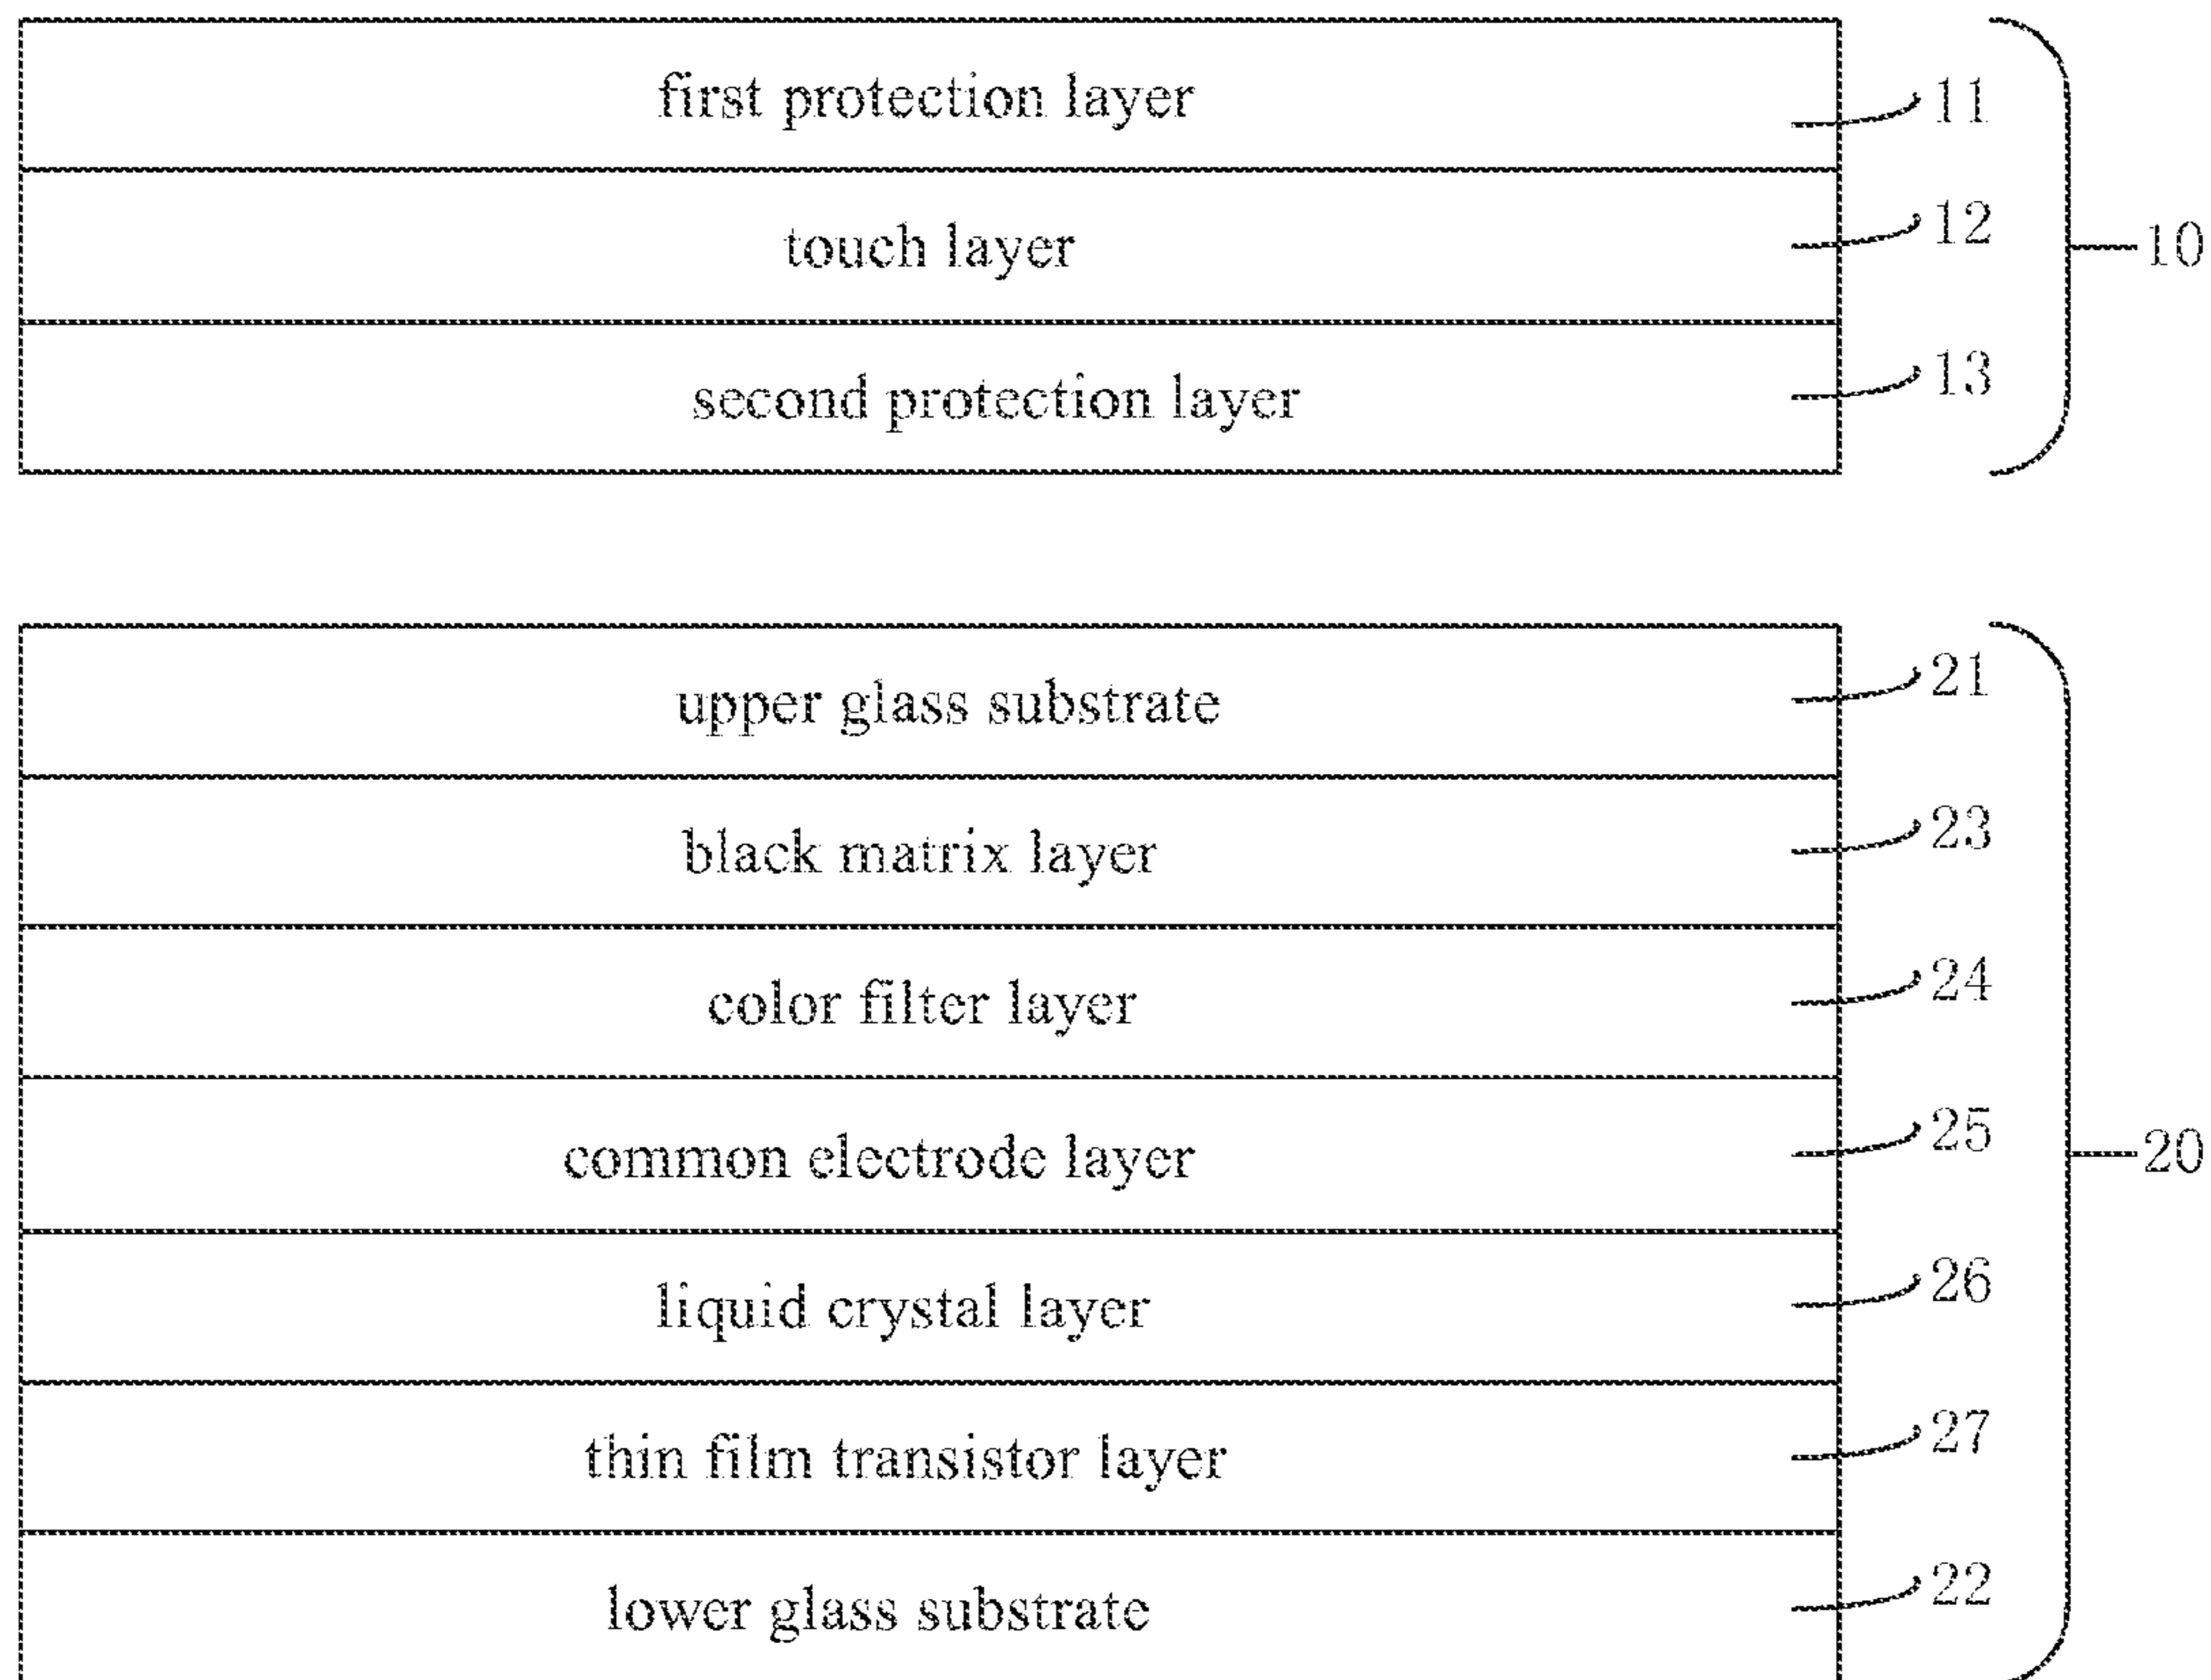 first protection layer 11
touch layer 12
10
second protection layer 13
upper glass substrate 21
black matrix layer 23
color filter layer 24
common electrode layer 25
20
liquid crystal layer 26
thin film transistor layer 27
lower glass substrate 22